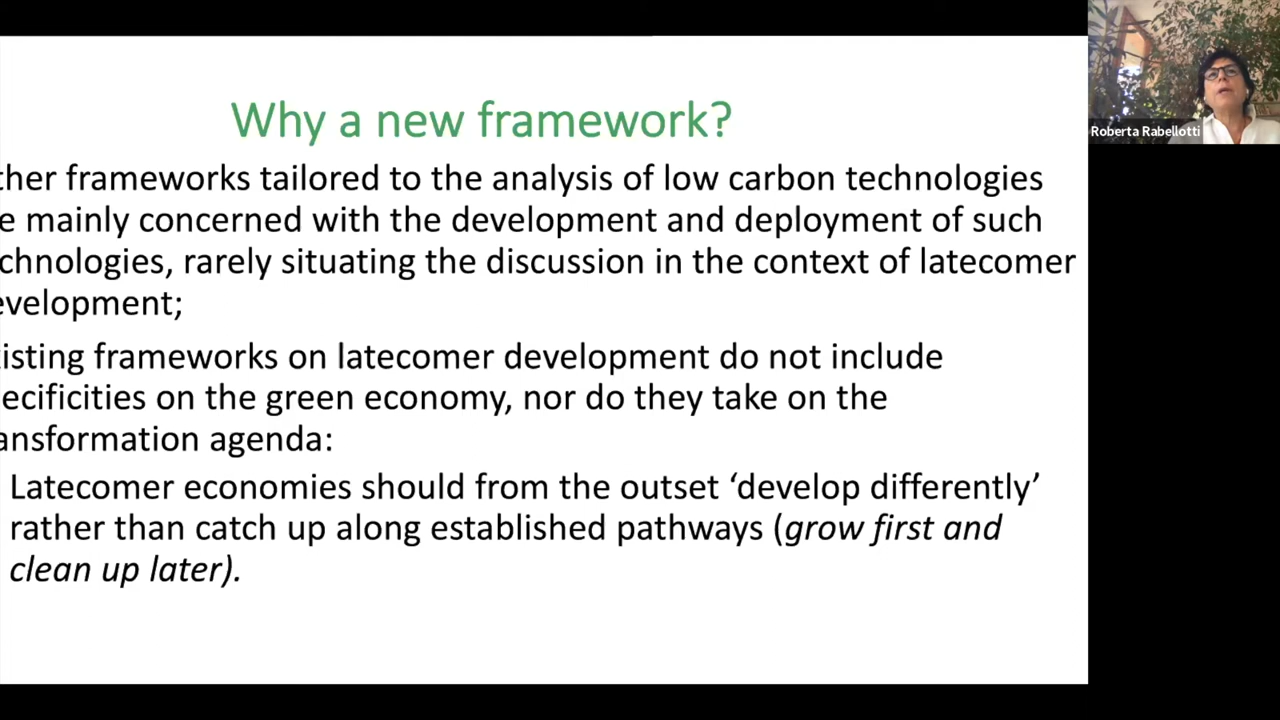 Why a new framework?
ther frameworks tailored to the analysis of low carbon technologies
e mainly concerned with the development and deployment of such
chnologies, rarely situating the discussion in the context of latecomer
evelopment;
isting frameworks on latecomer development do not include
ecificities on the green economy, nor do they take on the
ansformation agenda:
Latecomer economies should from the outset ‘develop differently’
rather than catch up along established pathways (grow first and
clean up later).
Roberta Rabellotti